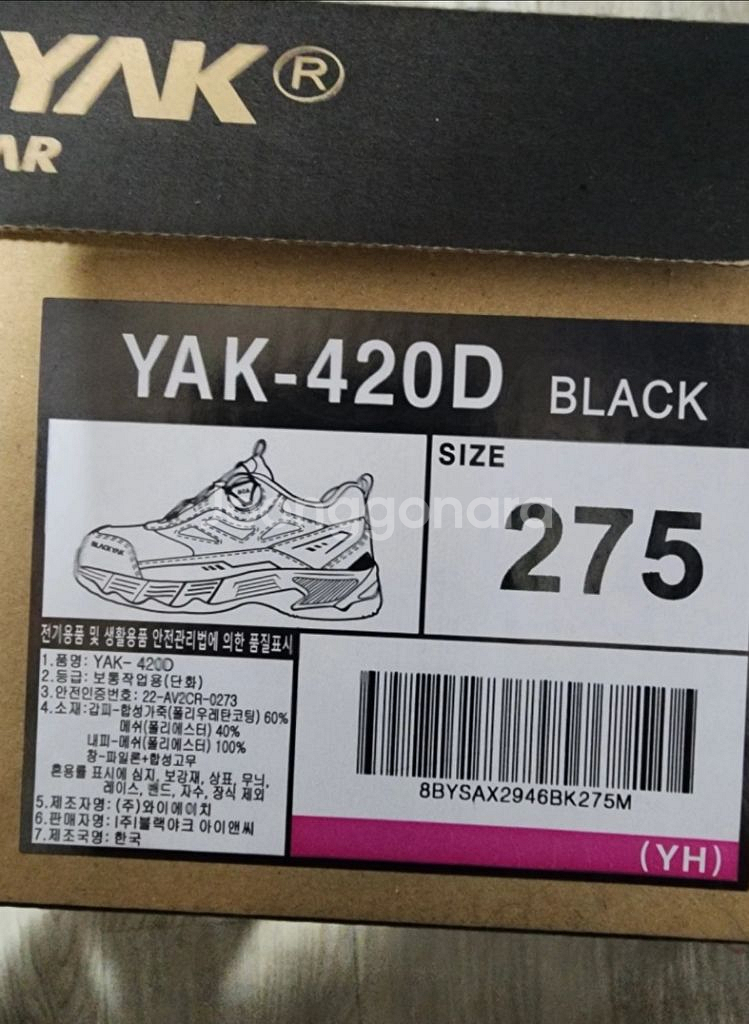 YAK®
AR
YAK-420D BLACK
SIZE
275
BLACKYAK
전기용품 및 생활용품 안전관리법에 의한 품질표시
1.품명: YAK- 420D
2.등급: 보통작업용(단화)
3.안전인증번호: 22-AV2CR-0273
4.소재:갑피-합성가죽(폴리우레탄코팅) 60%
메쉬(폴리에스터) 40%
내피-메쉬(폴리에스터) 100%
창-파일론+합성고무
혼용률 표시에 심지, 보강재, 상표, 무늬,
레이스, 밴드, 자수, 장식 제외
5.제조자명: (주)와이에이치
6.판매자명: (주)블랙야크 아이앤씨
7.제조국명: 한국
8BYSAX2946BK275M
(YH)